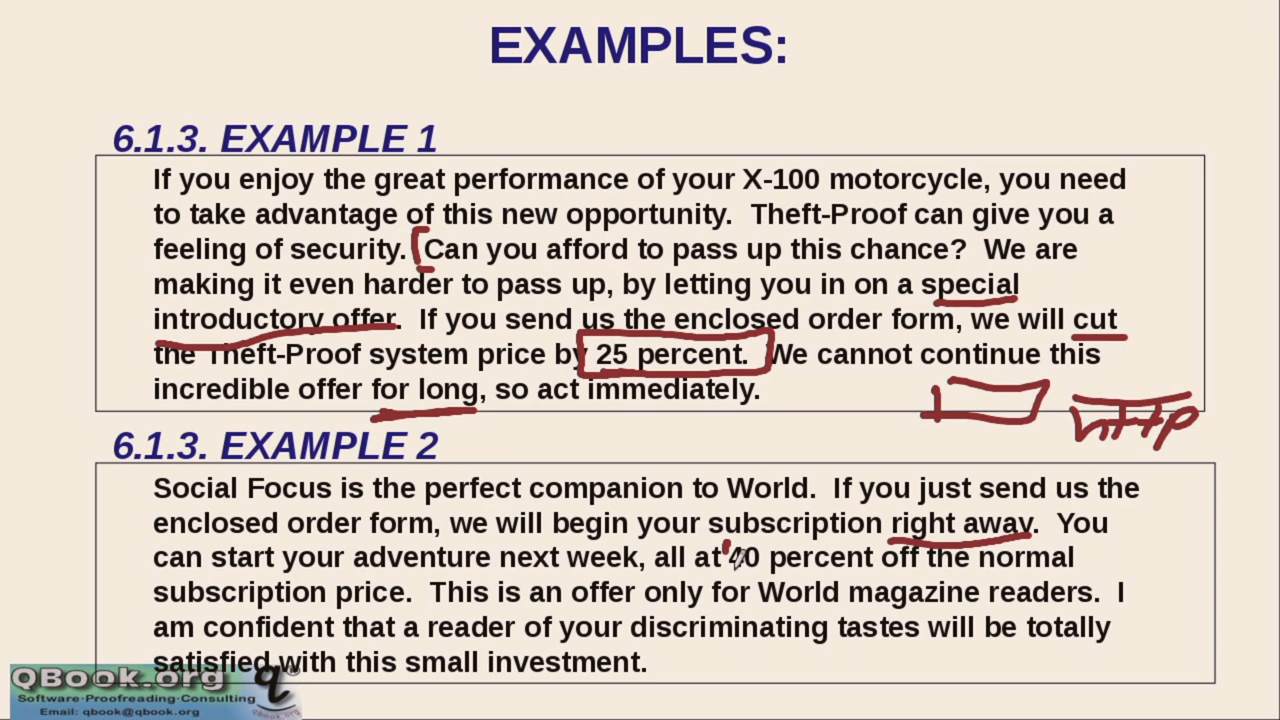 EXAMPLES:
6.1.3. EXAMPLE 1
If you enjoy the great performance of your X-100 motorcycle, you need
to take advantage of this new opportunity.  Theft-Proof can give you a
feeling of security.  Can you afford to pass up this chance?  We are
making it even harder to pass up, by letting you in on a special
introductory offer.  If you send us the enclosed order form, we will cut
the Theft-Proof system price by 25 percent.  We cannot continue this
incredible offer for long, so act immediately.
http
6.1.3. EXAMPLE 2
Social Focus is the perfect companion to World.  If you just send us the
enclosed order form, we will begin your subscription right away.  You
can start your adventure next week, all at 40 percent off the normal
subscription price.  This is an offer only for World magazine readers.  I
am confident that a reader of your discriminating tastes will be totally
satisfied with this small investment.
QBook.org q®
Software·Proofreading·Consulting
Email: qbook@qbook.org qbook.org